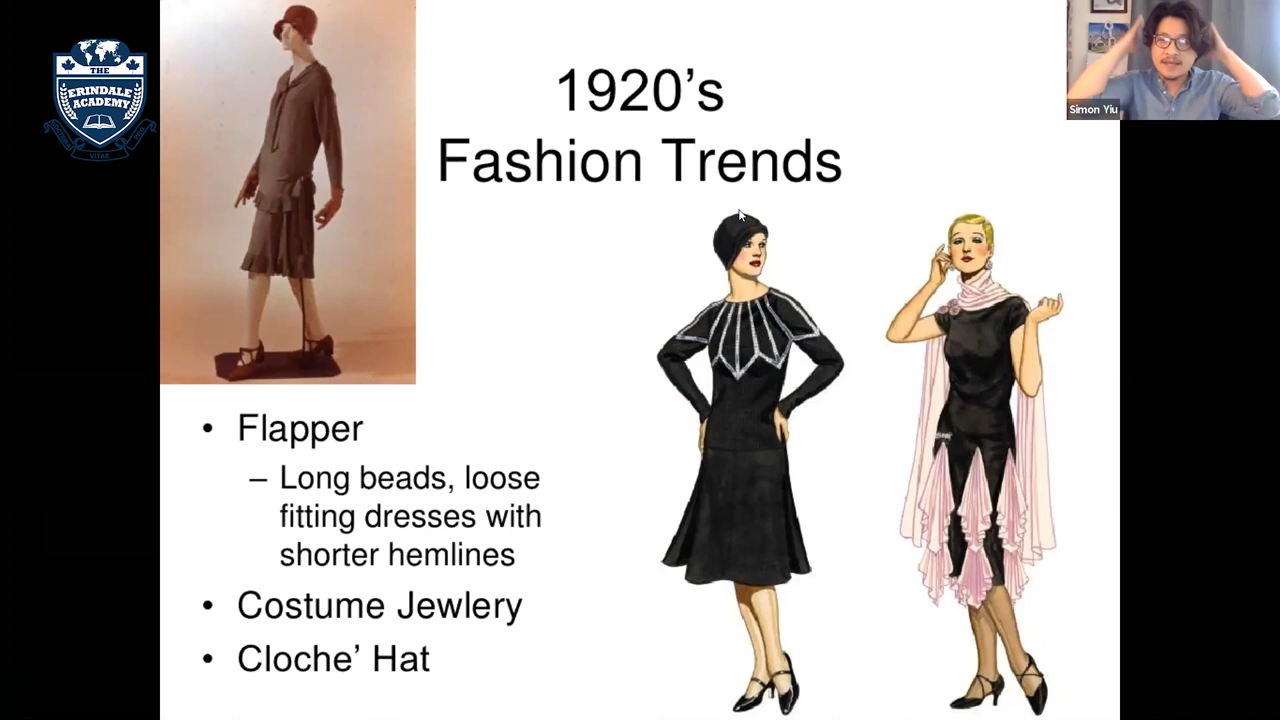 THE
ERINDALE
ACADEMY
VITAE
1920’s
Fashion Trends
Simon Yiu
• Flapper
– Long beads, loose
fitting dresses with
shorter hemlines
• Costume Jewlery
• Cloche’ Hat